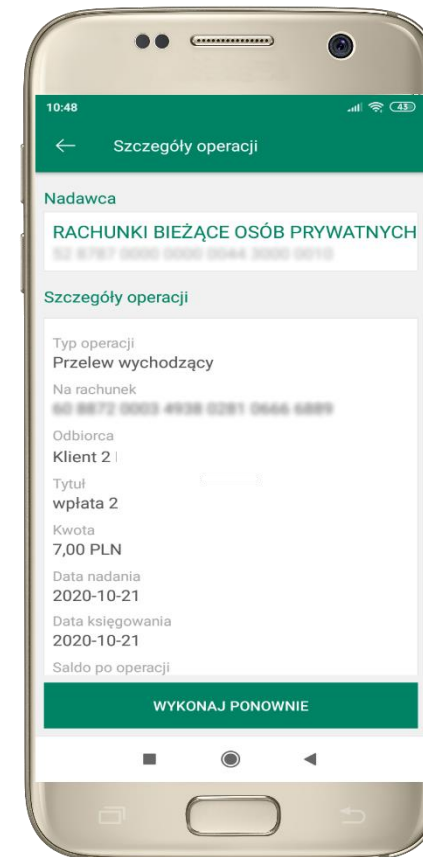 10:48
43
Szczegóły operacji
Nadawca
RACHUNKI BIEŻĄCE OSÓB PRYWATNYCH
Szczegóły operacji
Typ operacji
Przelew wychodzący
Na rachunek
Odbiorca
Klient 2
Tytuł
wpłata 2
Kwota
7,00 PLN
Data nadania
2020-10-21
Data księgowania
2020-10-21
Saldo po operacji
WYKONAJ PONOWNIE